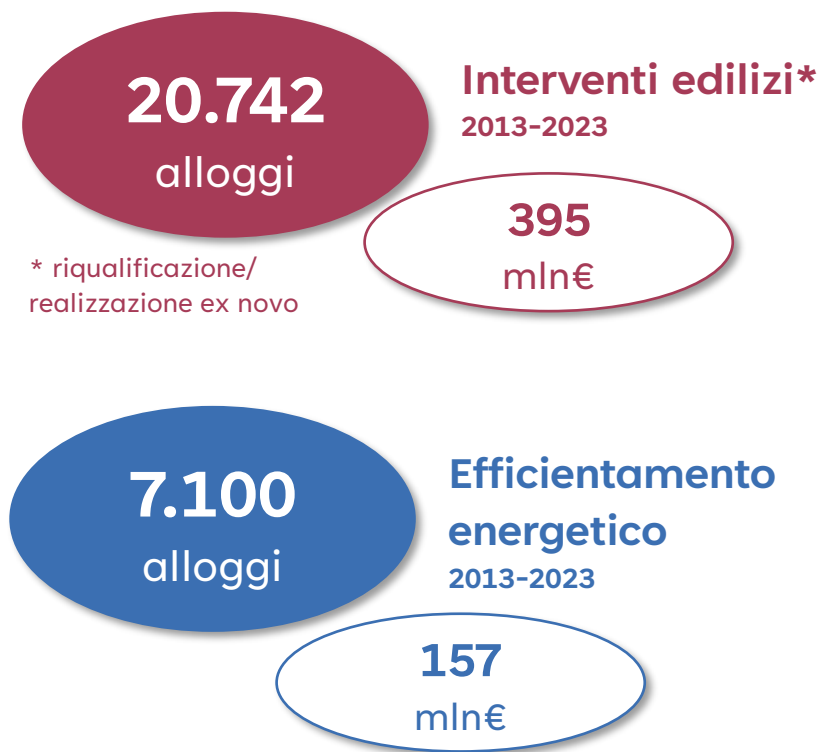 20.742
alloggi
Interventi edilizi*
2013-2023
395
mln€
* riqualificazione/
realizzazione ex novo
7.100
alloggi
Efficientamento
energetico
2013-2023
157
mln€